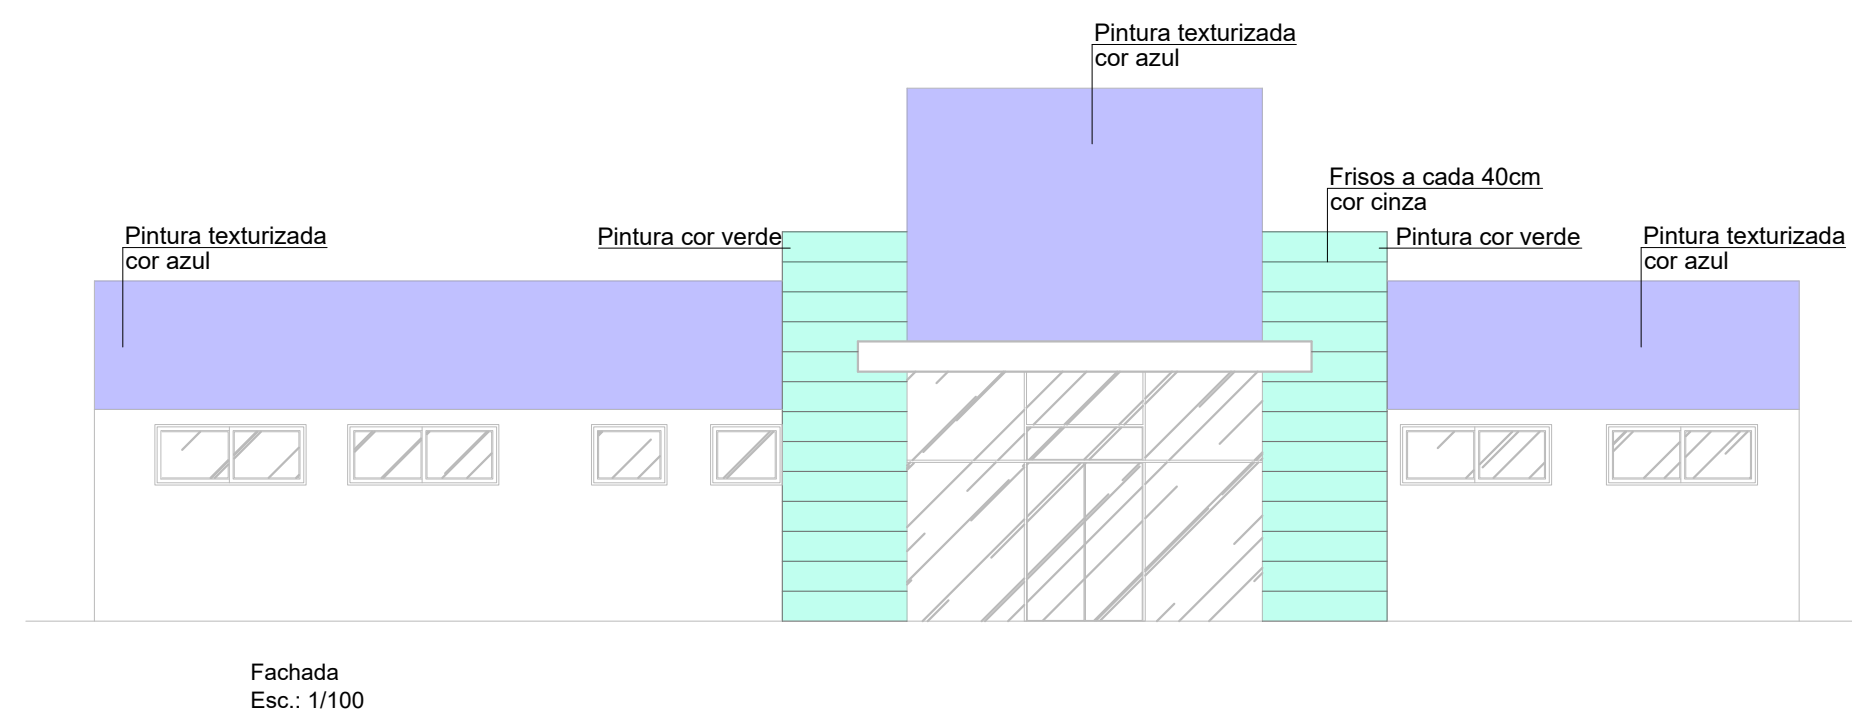 Pintura texturizada
cor azul
Frisos a cada 40cm
cor cinza
Pintura texturizada
cor azul
Pintura cor verde
Pintura cor verde
Pintura texturizada
cor azul
Fachada
Esc.: 1/100